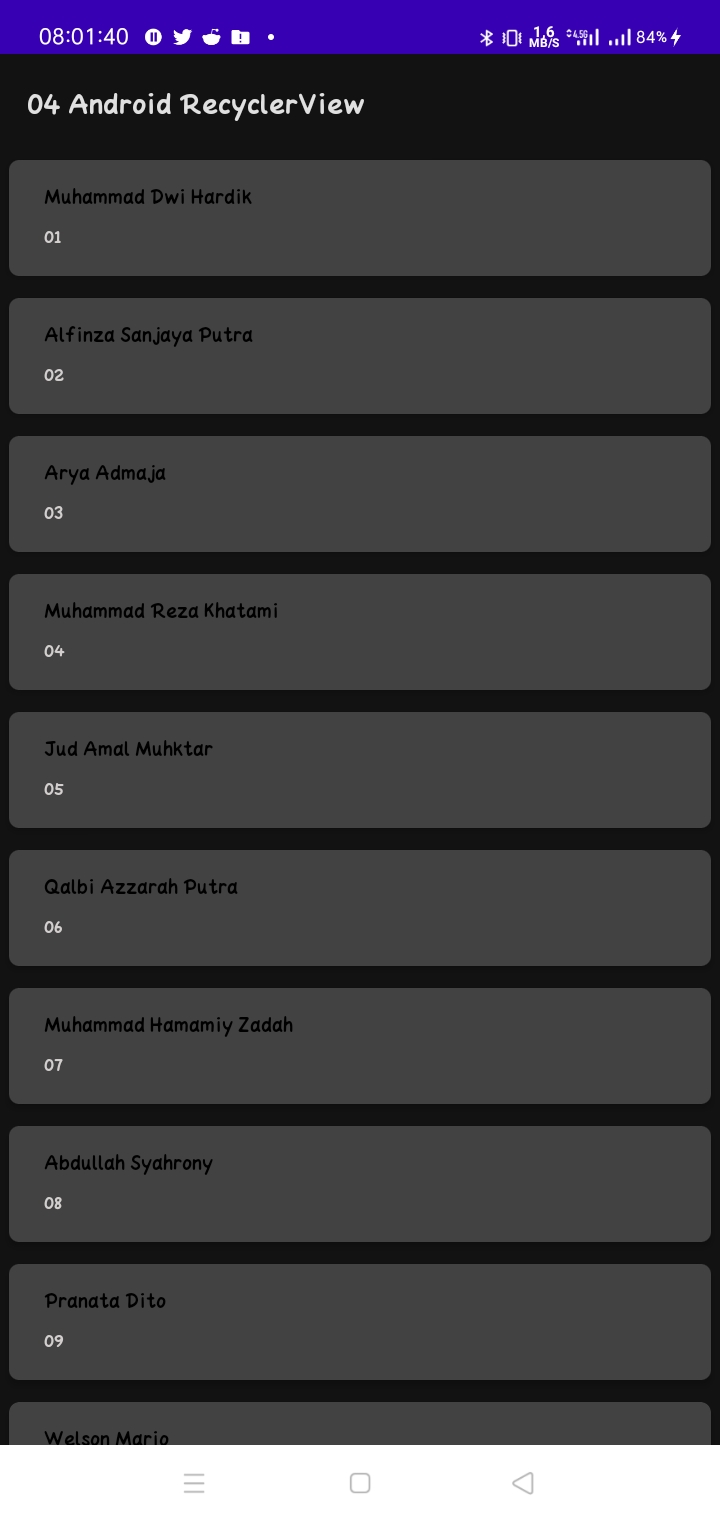 08:01:40 1,6 MB/S 4.5G 84%
04 Android RecyclerView
Muhammad Dwi Hardik
01
Alfinza Sanjaya Putra
02
Arya Admaja
03
Muhammad Reza Khatami
04
Jud Amal Muhktar
05
Qalbi Azzarah Putra
06
Muhammad Hamamiy Zadah
07
Abdullah Syahrony
08
Pranata Dito
09
Welson Mario